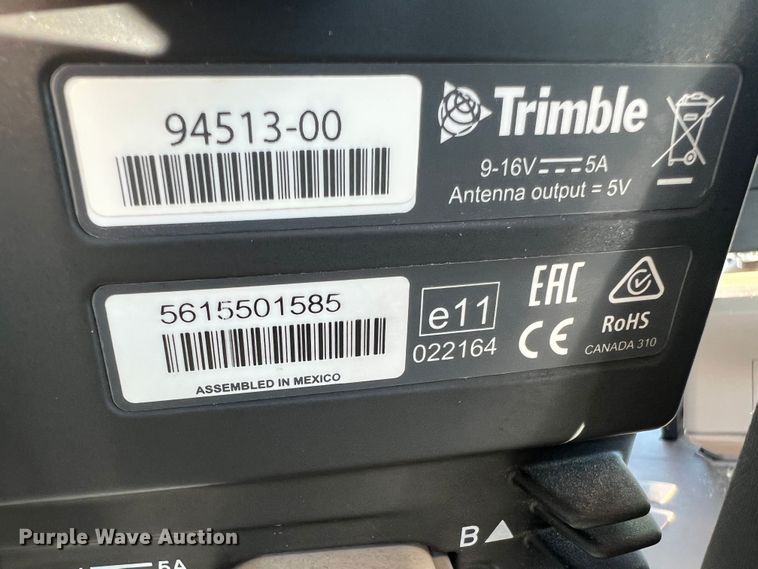 94513-00
Trimble
9-16V 5A
Antenna output = 5V
5615501585
ASSEMBLED IN MEXICO
e11
022164
EAC
CE
RoHS
CANADA 310
B
5A
Purple Wave Auction